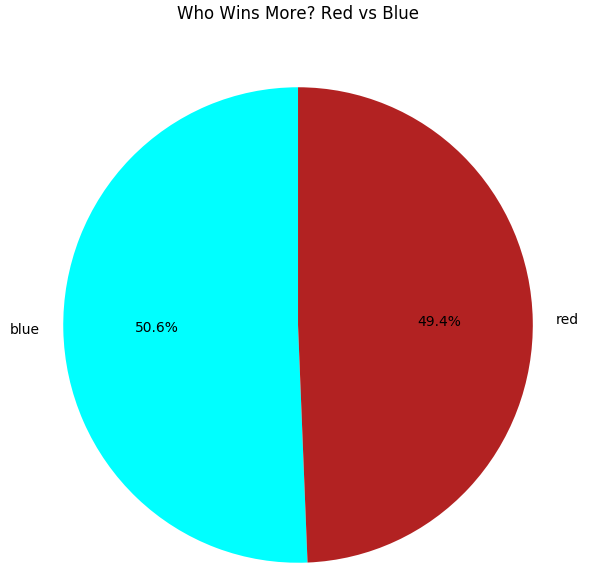 Who Wins More? Red vs Blue
blue
50.6%
49.4%
red